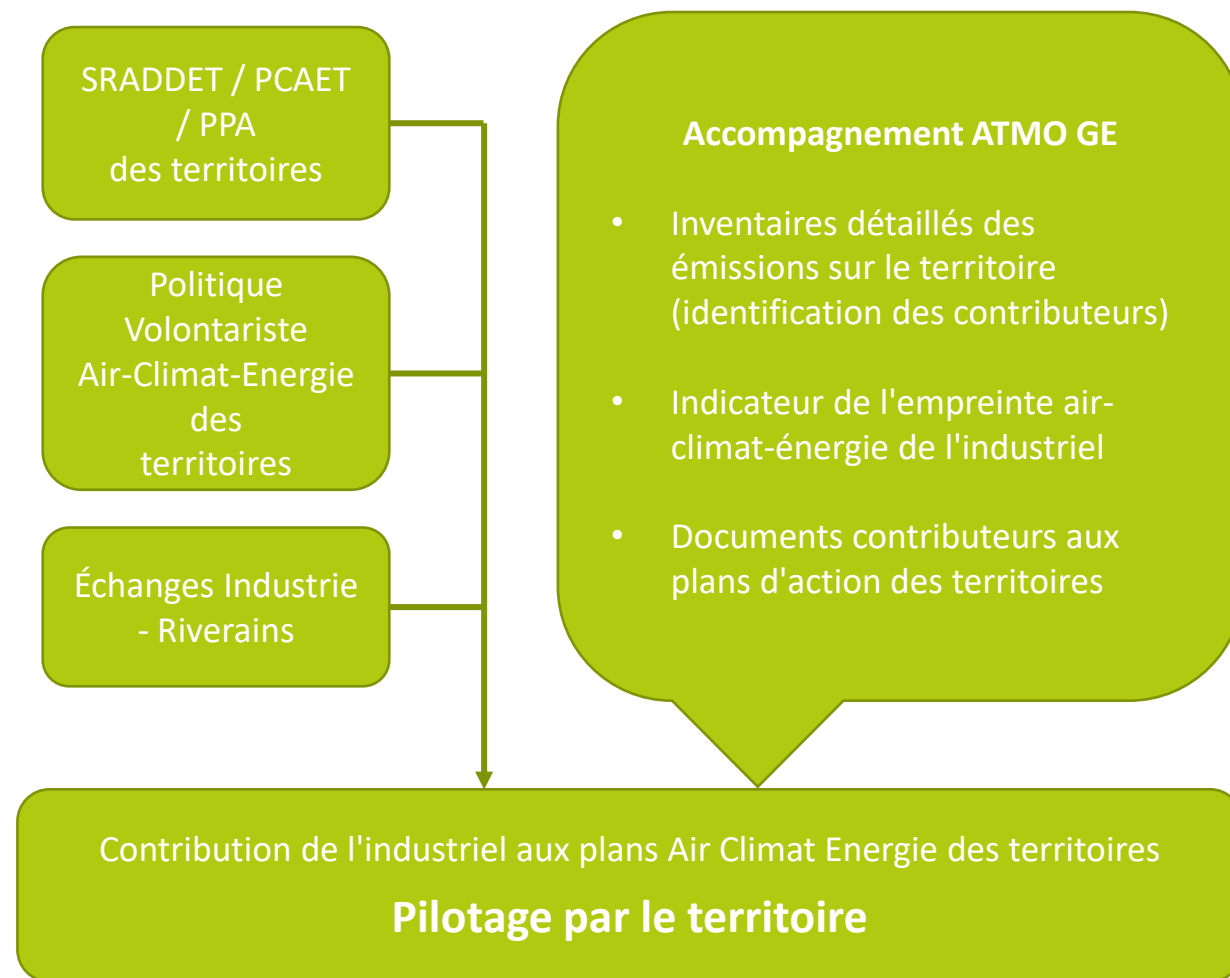 SRADDET / PCAET
/ PPA
des territoires
Politique
Volontariste
Air-Climat-Energie
des
territoires
Échanges Industrie
- Riverains
Accompagnement ATMO GE
• Inventaires détaillés des
émissions sur le territoire
(identification des contributeurs)
• Indicateur de l'empreinte air-
climat-énergie de l'industriel
• Documents contributeurs aux
plans d'action des territoires
Contribution de l'industriel aux plans Air Climat Energie des territoires
Pilotage par le territoire